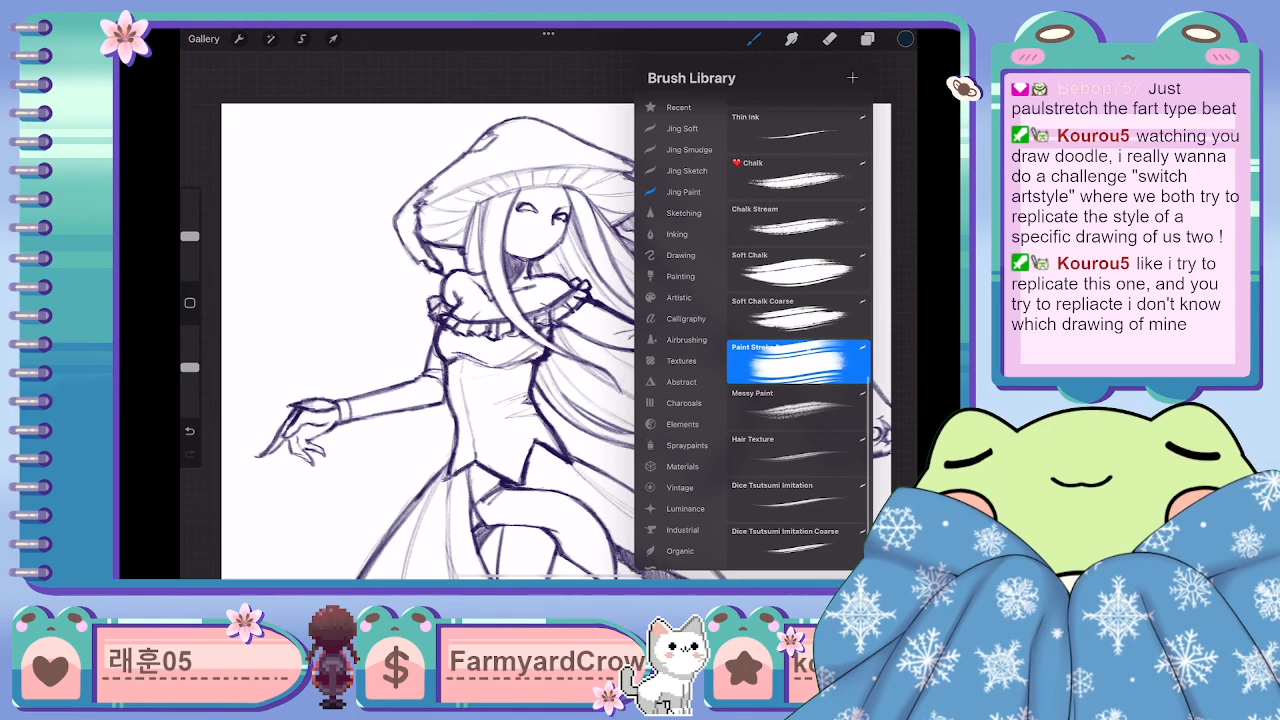 Gallery
Brush Library
Recent
Jing Soft
Jing Smudge
Jing Sketch
Jing Paint
Sketching
Inking
Drawing
Painting
Artistic
Calligraphy
Airbrushing
Textures
Abstract
Charcoals
Elements
Spraypaints
Materials
Vintage
Luminance
Industrial
Organic
Thin Ink
Chalk
Chalk Stream
Soft Chalk
Soft Chalk Coarse
Paint Stroke
Messy Paint
Hair Texture
Dice Tsutsumi Imitation
Dice Tsutsumi Imitation Coarse
Bebop757 Just
paulstretch the fart type beat
Kourou5 watching you
draw doodle, i really wanna
do a challenge "switch
artstyle" where we both try to
replicate the style of a
specific drawing of us two !
Kourou5 like i try to
replicate this one, and you
try to replciate i don't know
which drawing of mine
래훈05
FarmyardCrow